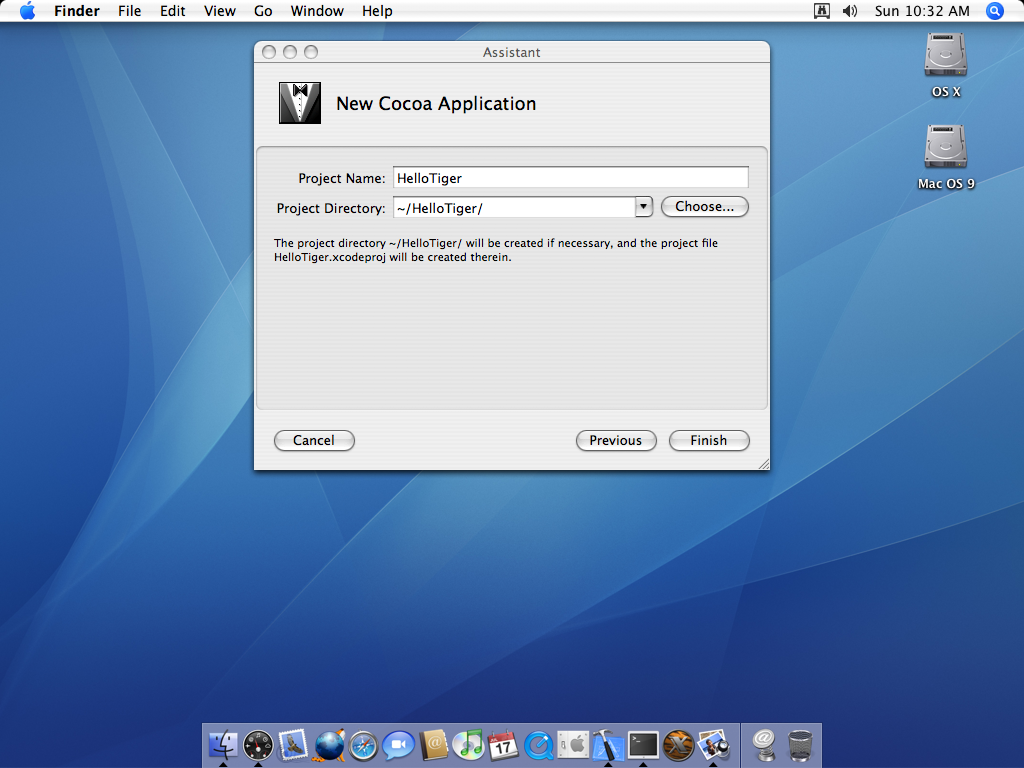 Finder File Edit View Go Window Help Sun 10:32 AM
Assistant
New Cocoa Application
OS X
Mac OS 9
Project Name: HelloTiger
Project Directory: ~/HelloTiger/ Choose...
The project directory ~/HelloTiger/ will be created if necessary, and the project file
HelloTiger.xcodeproj will be created therein.
Cancel Previous Finish
17